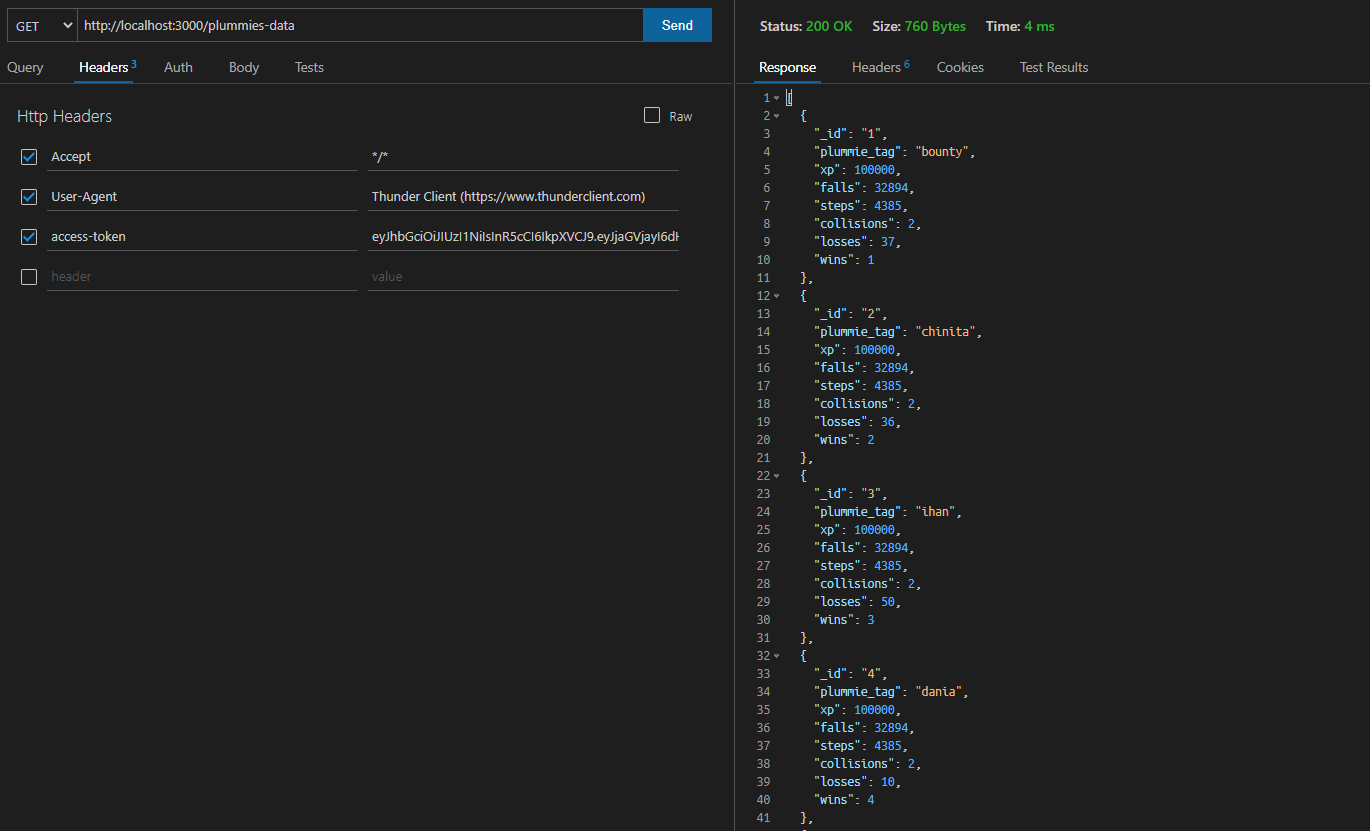 GET http://localhost:3000/plummies-data Send
Query Headers 3 Auth Body Tests
Http Headers Raw
Accept */*
User-Agent Thunder Client (https://www.thunderclient.com)
access-token eyJhbGciOiJIUzI1NiIsInR5cCI6IkpXVCJ9.eyJjaGVjayI6dH
header value
Status: 200 OK Size: 760 Bytes Time: 4 ms
Response Headers 6 Cookies Test Results
1 [
2 {
3 "_id": "1",
4 "plummie_tag": "bounty",
5 "xp": 100000,
6 "falls": 32894,
7 "steps": 4385,
8 "collisions": 2,
9 "losses": 37,
10 "wins": 1
11 },
12 {
13 "_id": "2",
14 "plummie_tag": "chinita",
15 "xp": 100000,
16 "falls": 32894,
17 "steps": 4385,
18 "collisions": 2,
19 "losses": 36,
20 "wins": 2
21 },
22 {
23 "_id": "3",
24 "plummie_tag": "ihan",
25 "xp": 100000,
26 "falls": 32894,
27 "steps": 4385,
28 "collisions": 2,
29 "losses": 50,
30 "wins": 3
31 },
32 {
33 "_id": "4",
34 "plummie_tag": "dania",
35 "xp": 100000,
36 "falls": 32894,
37 "steps": 4385,
38 "collisions": 2,
39 "losses": 10,
40 "wins": 4
41 },